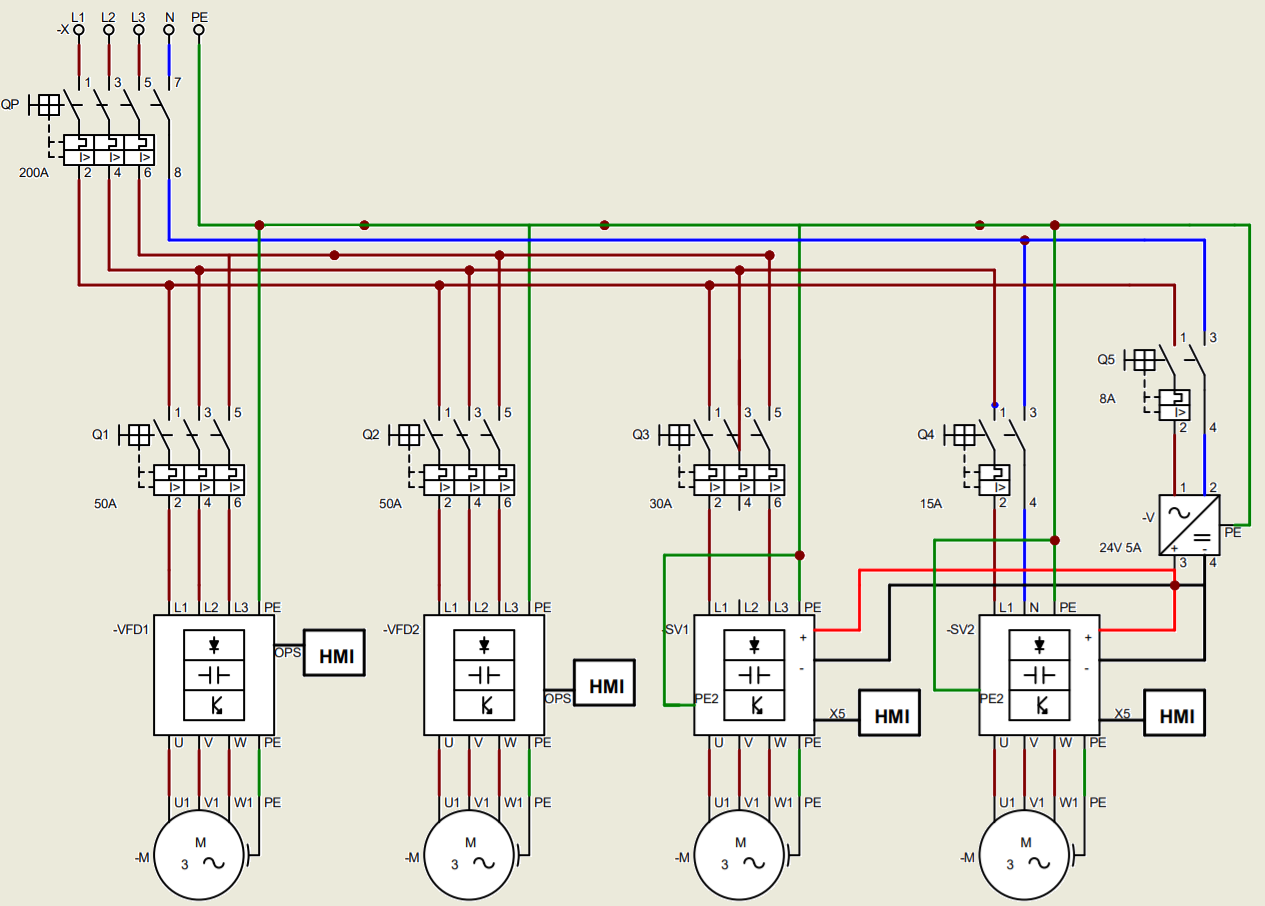 L1 L2 L3 N PE
-X
1 3 5 7
QP
I> I> I>
200A 2 4 6 8
1 3
Q5
8A
I>
2 4
1 3 5 1 3 5 1 3 5 1 3
Q1 Q2 Q3 Q4
I> I> I> I> I> I> I> I> I> I>
50A 2 4 6 50A 2 4 6 30A 2 4 6 15A 2 4
1 2
-V
PE
24V 5A + -
3 4
L1 L2 L3 PE L1 L2 L3 PE L1 L2 L3 PE L1 N PE
-VFD1 -VFD2 -SV1 + -SV2 +
OPS HMI - -
OPS HMI PE2 PE2
X5 HMI X5 HMI
U V W PE U V W PE U V W PE U V W PE
U1 V1 W1 PE U1 V1 W1 PE U1 V1 W1 PE U1 V1 W1 PE
M M M M
-M 3 -M 3 -M 3 -M 3